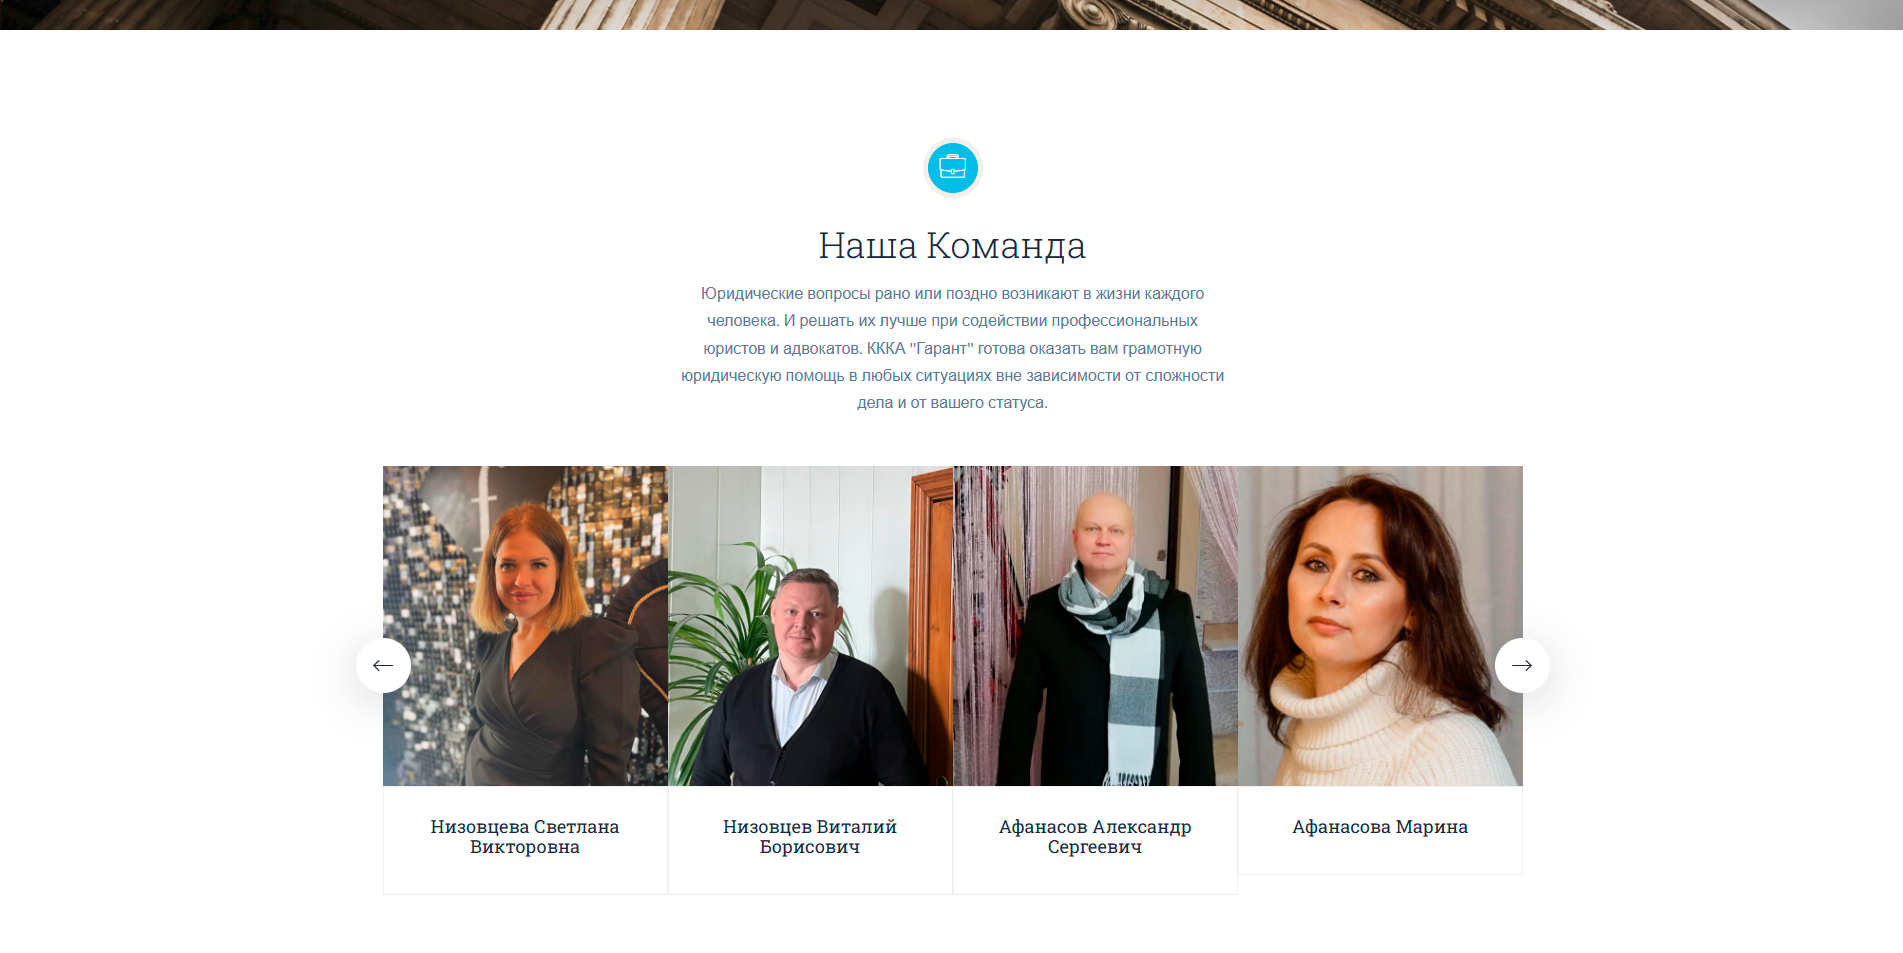 Наша Команда
Юридические вопросы рано или поздно возникают в жизни каждого
человека. И решать их лучше при содействии профессиональных
юристов и адвокатов. КККА "Гарант" готова оказать вам грамотную
юридическую помощь в любых ситуациях вне зависимости от сложности
дела и от вашего статуса.
Низовцева Светлана
Викторовна
Низовцев Виталий
Борисович
Афанасов Александр
Сергеевич
Афанасова Марина